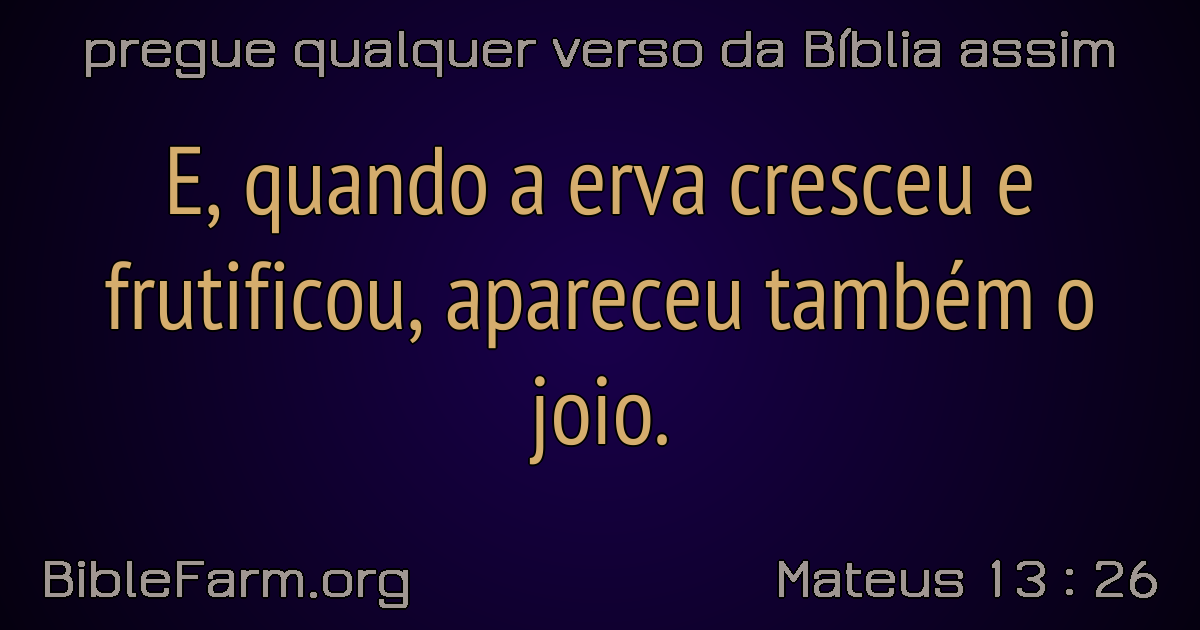 pregue qualquer verso da Bíblia assim
E, quando a erva cresceu e
frutificou, apareceu também o
joio.
BibleFarm.org
Mateus 13 : 26